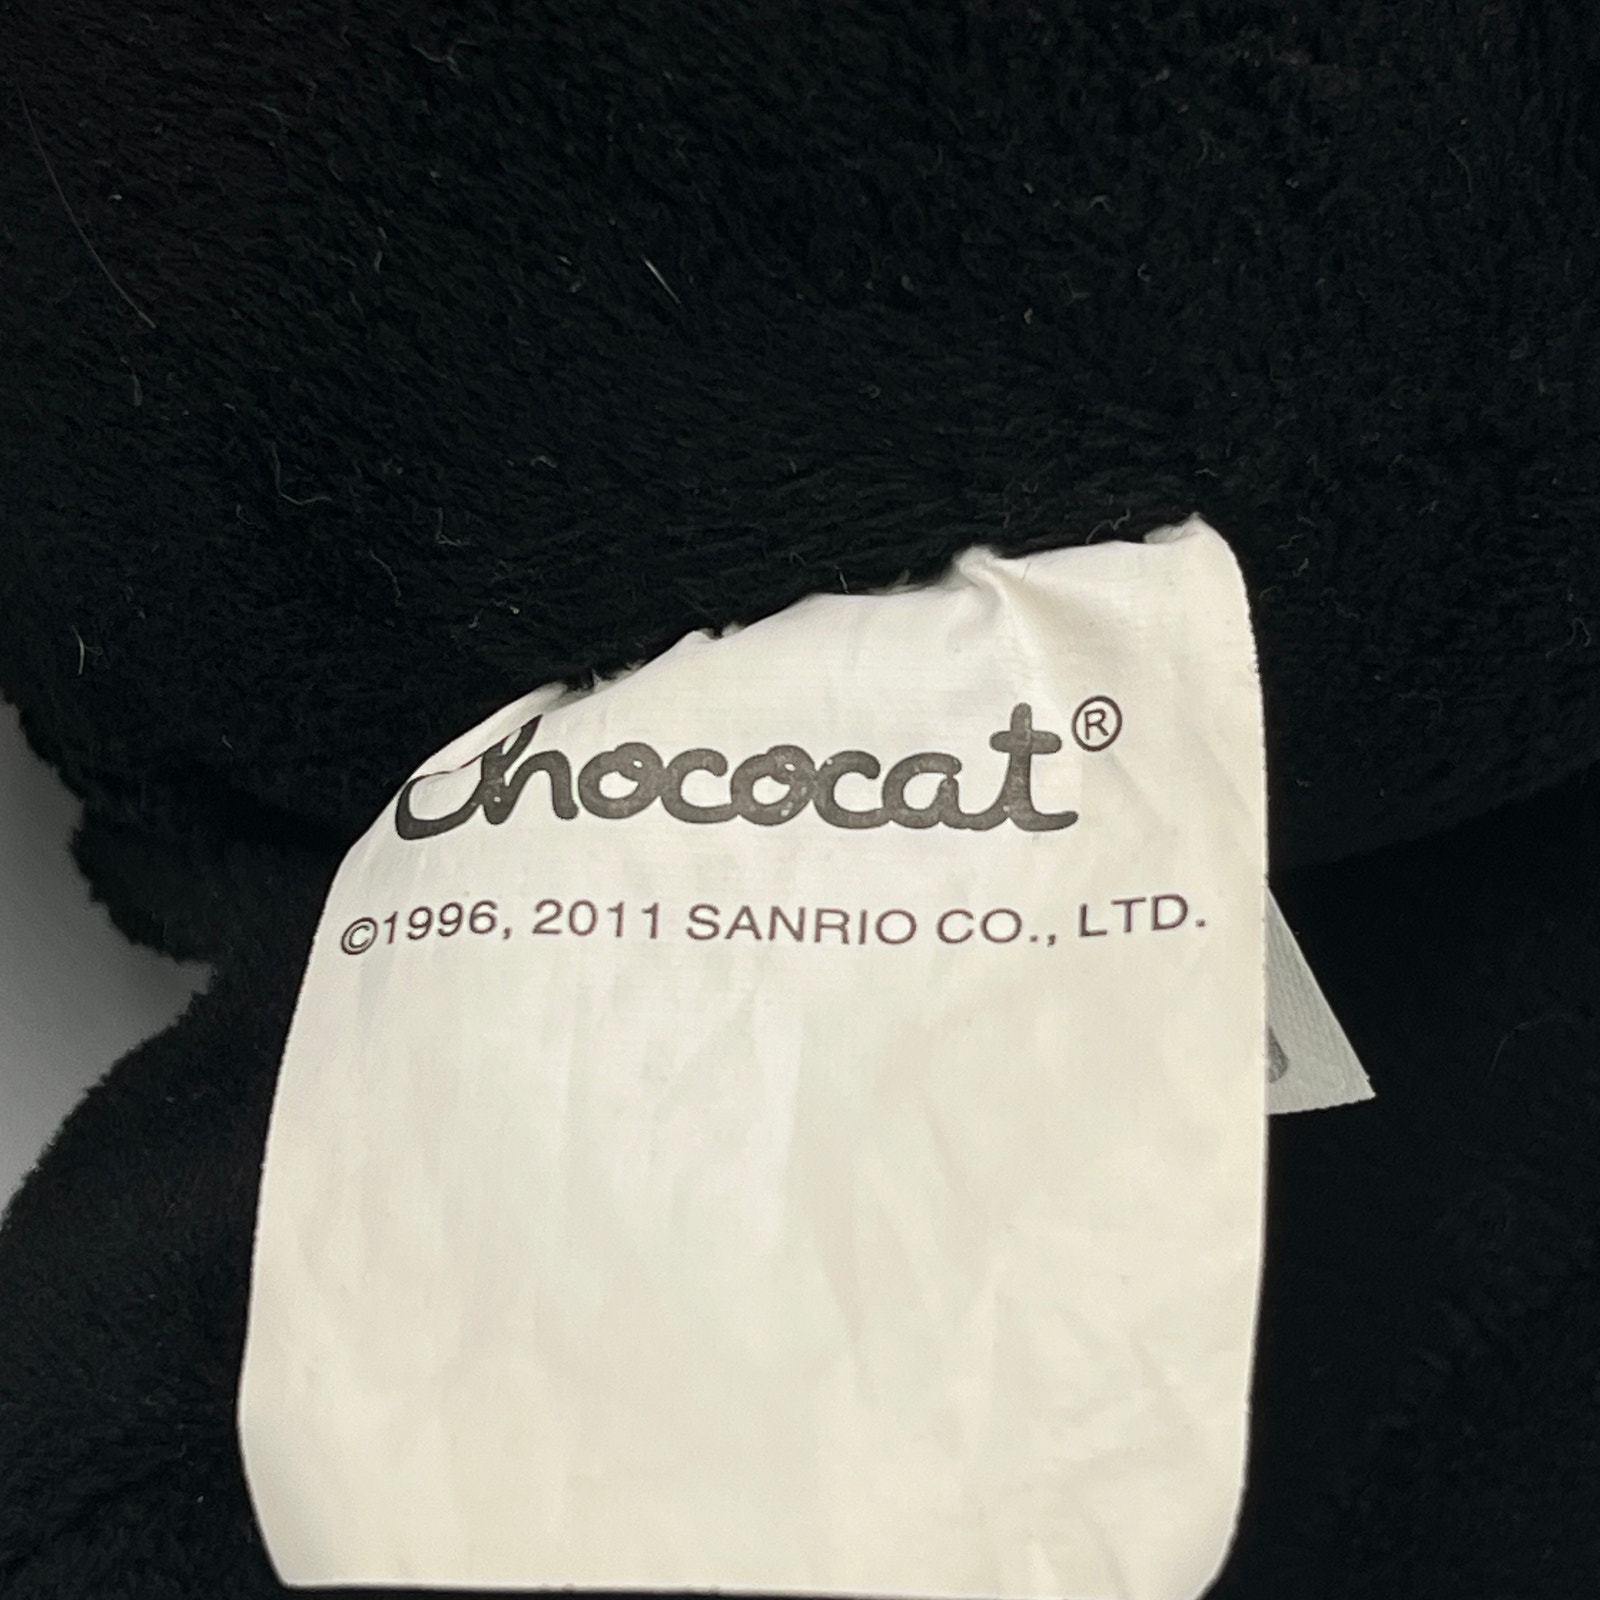 Chococat®
©1996, 2011 SANRIO CO., LTD.